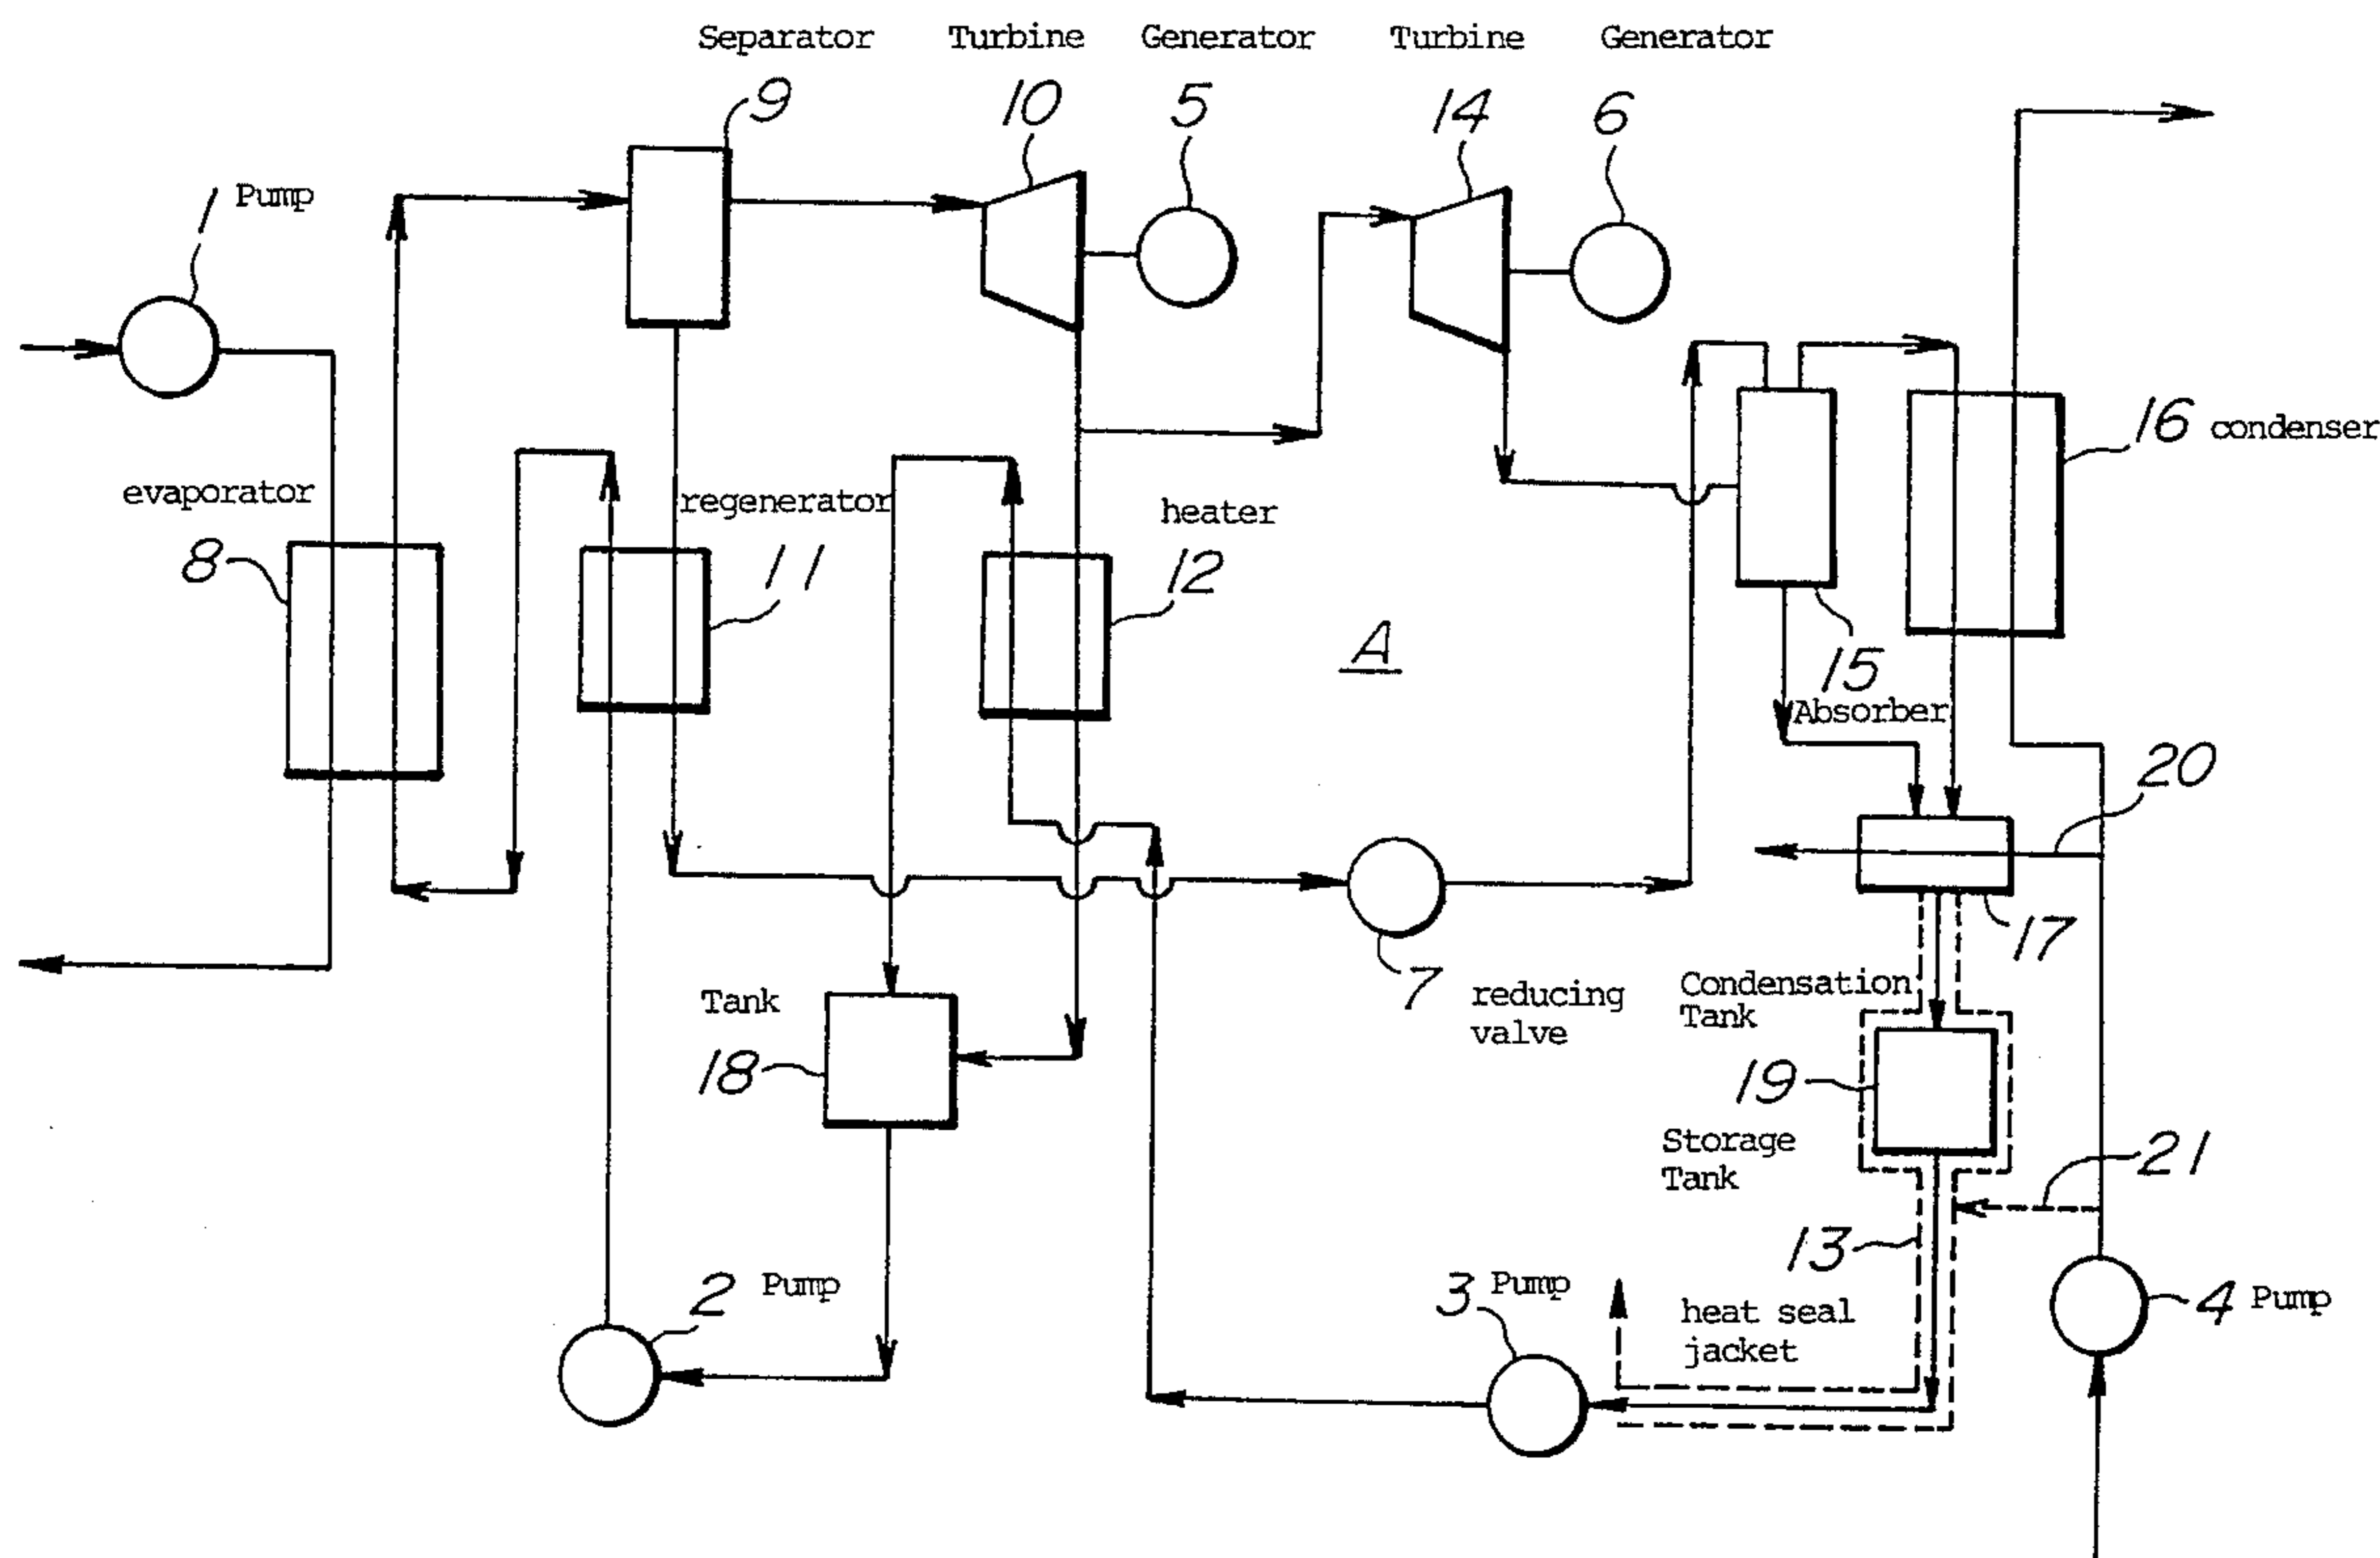 Separator Turbine Generator Turbine Generator
9 10 5 14 6
1 Pump
16 condenser
evaporator
regenerator
heater
8
11
12
A
15
Absorber
20
17
7 reducing
valve
Condensation
Tank
Tank
18
19
Storage
Tank
21
13
2 Pump
3 Pump
heat seal
jacket
4 Pump